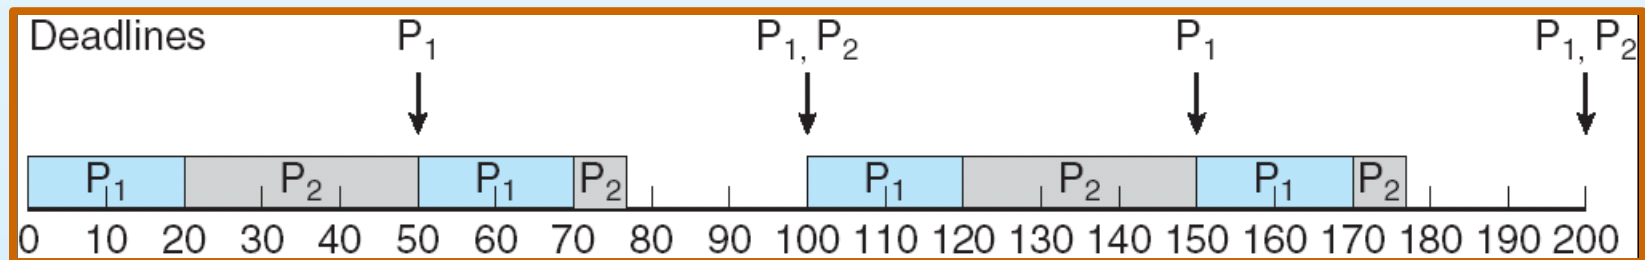 Deadlines P₁ P₁, P₂ P₁ P₁, P₂
P₁ P₂ P₁ P₂ P₁ P₂ P₁ P₂
0 10 20 30 40 50 60 70 80 90 100 110 120 130 140 150 160 170 180 190 200